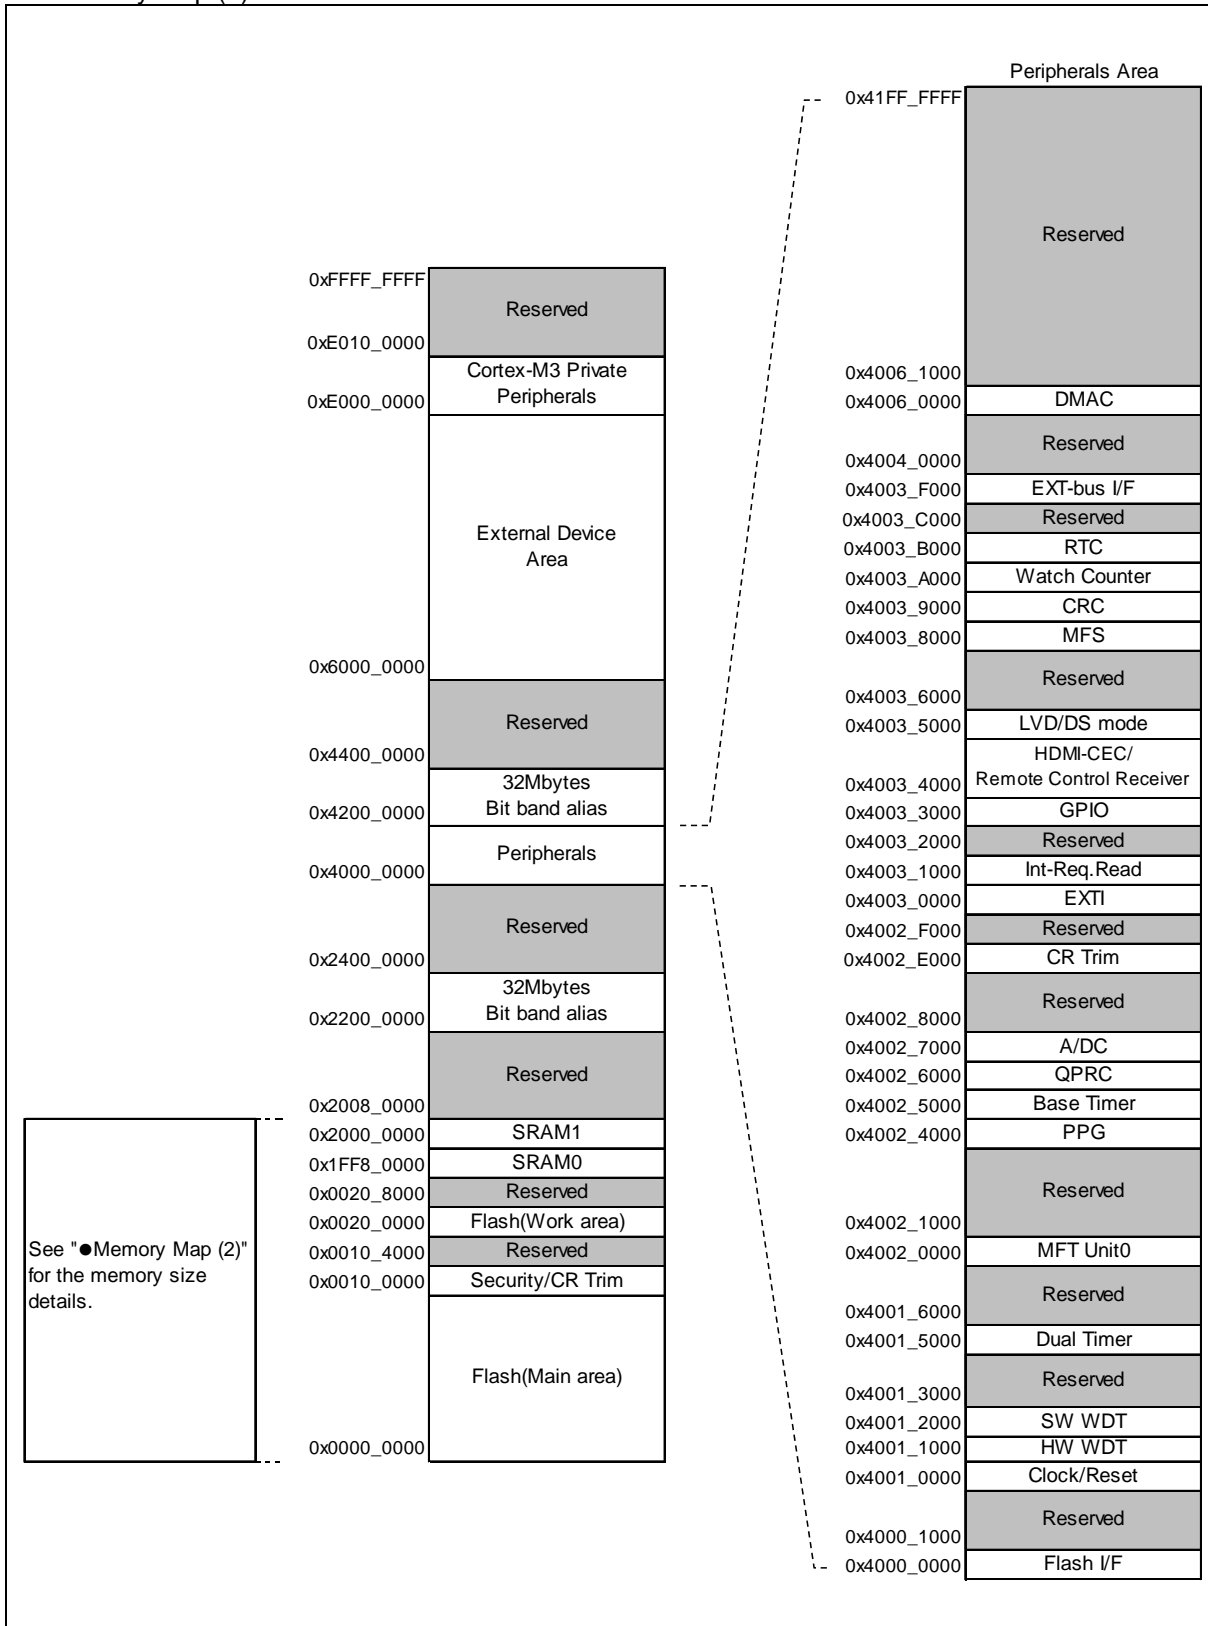 Peripherals Area
0x41FF_FFFF
Reserved
0x4006_1000
0x4006_0000 DMAC
Reserved
0x4004_0000
0x4003_F000 EXT-bus I/F
0x4003_C000 Reserved
0x4003_B000 RTC
0x4003_A000 Watch Counter
0x4003_9000 CRC
0x4003_8000 MFS
Reserved
0x4003_6000
0x4003_5000 LVD/DS mode
HDMI-CEC/
0x4003_4000 Remote Control Receiver
0x4003_3000 GPIO
0x4003_2000 Reserved
0x4003_1000 Int-Req.Read
0x4003_0000 EXTI
0x4002_F000 Reserved
0x4002_E000 CR Trim
Reserved
0x4002_8000
0x4002_7000 A/DC
0x4002_6000 QPRC
0x4002_5000 Base Timer
0x4002_4000 PPG
Reserved
0x4002_1000
0x4002_0000 MFT Unit0
Reserved
0x4001_6000
0x4001_5000 Dual Timer
Reserved
0x4001_3000
0x4001_2000 SW WDT
0x4001_1000 HW WDT
0x4001_0000 Clock/Reset
Reserved
0x4000_1000
0x4000_0000 Flash I/F
0xFFFF_FFFF
Reserved
0xE010_0000
Cortex-M3 Private
0xE000_0000 Peripherals
External Device
Area
0x6000_0000
Reserved
0x4400_0000
32Mbytes
0x4200_0000 Bit band alias
Peripherals
0x4000_0000
Reserved
0x2400_0000
32Mbytes
0x2200_0000 Bit band alias
Reserved
0x2008_0000
0x2000_0000 SRAM1
0x1FF8_0000 SRAM0
0x0020_8000 Reserved
0x0020_0000 Flash(Work area)
0x0010_4000 Reserved
0x0010_0000 Security/CR Trim
Flash(Main area)
0x0000_0000
See "●Memory Map (2)"
for the memory size
details.